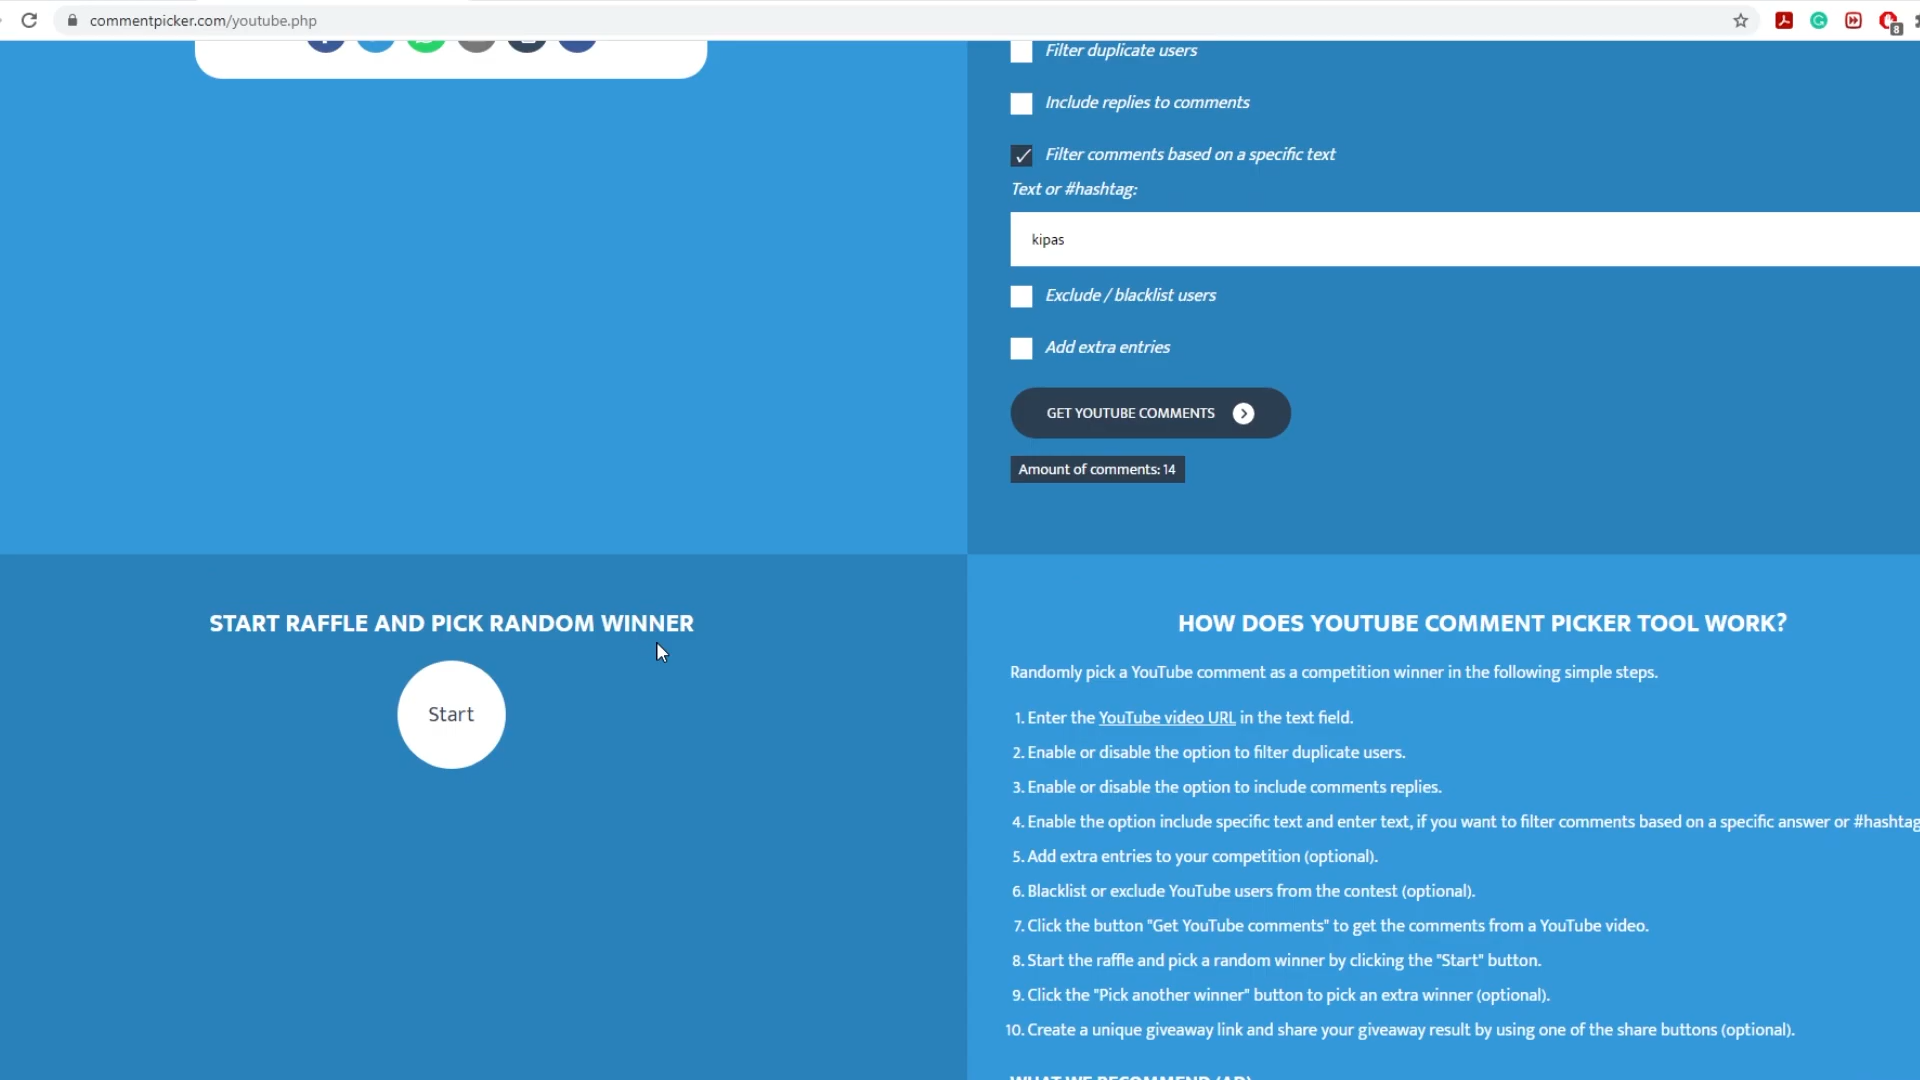 commentpicker.com/youtube.php
8
Filter duplicate users
Include replies to comments
Filter comments based on a specific text
Text or #hashtag:
kipas
Exclude / blacklist users
Add extra entries
GET YOUTUBE COMMENTS
Amount of comments: 14
START RAFFLE AND PICK RANDOM WINNER
Start
HOW DOES YOUTUBE COMMENT PICKER TOOL WORK?
Randomly pick a YouTube comment as a competition winner in the following simple steps.
1. Enter the YouTube video URL in the text field.
2. Enable or disable the option to filter duplicate users.
3. Enable or disable the option to include comments replies.
4. Enable the option include specific text and enter text, if you want to filter comments based on a specific answer or #hashtag
5. Add extra entries to your competition (optional).
6. Blacklist or exclude YouTube users from the contest (optional).
7. Click the button "Get YouTube comments" to get the comments from a YouTube video.
8. Start the raffle and pick a random winner by clicking the "Start" button.
9. Click the "Pick another winner" button to pick an extra winner (optional).
10. Create a unique giveaway link and share your giveaway result by using one of the share buttons (optional).
WHAT WE RECOMMEND (AD)